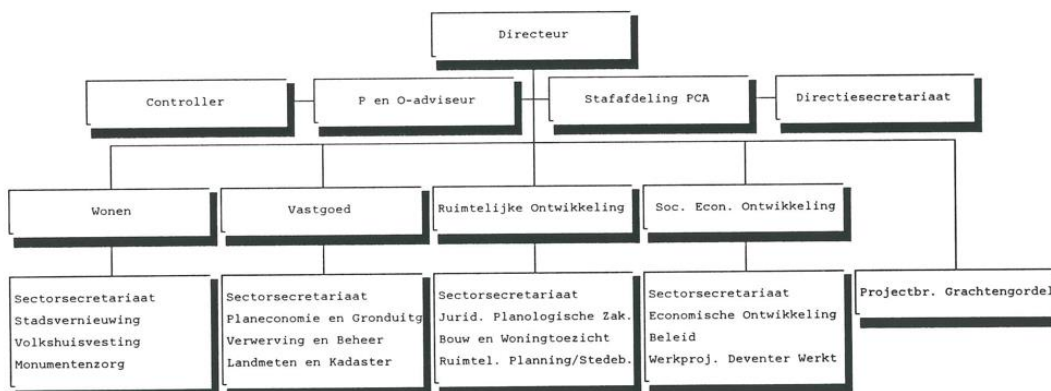 Directeur
Controller
P en O-adviseur
Stafafdeling PCA
Directiesecretariaat
Wonen
Vastgoed
Ruimtelijke Ontwikkeling
Soc. Econ. Ontwikkeling
Sectorsecretariaat
Stadsvernieuwing
Volkshuisvesting
Monumentenzorg
Sectorsecretariaat
Planeconomie en Gronduitg
Verwerving en Beheer
Landmeten en Kadaster
Sectorsecretariaat
Jurid. Planologische Zak.
Bouw en Woningtoezicht
Ruimtel. Planning/Stedeb.
Sectorsecretariaat
Economische Ontwikkeling
Beleid
Werkproj. Deventer Werkt
Projectbr. Grachtengordel